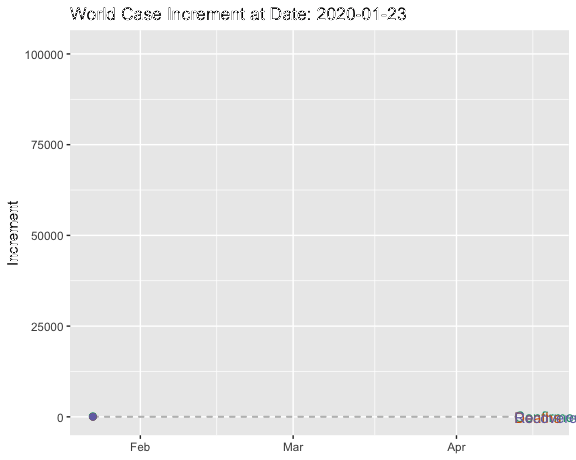 World Case Increment at Date: 2020-01-23
100000
75000
50000
25000
0
Increment
Feb Mar Apr